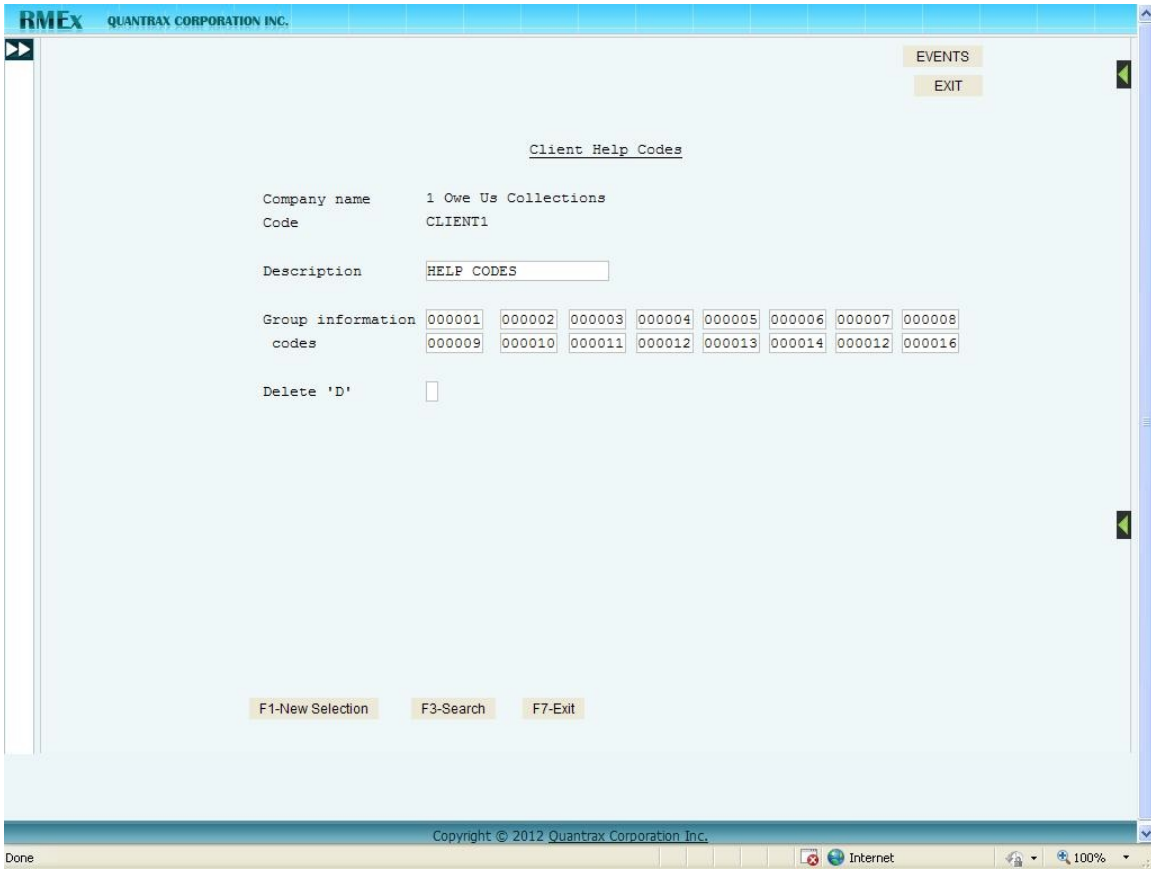 RMEx QUANTRAX CORPORATION INC.
EVENTS
EXIT
Client Help Codes
Company name 1 Owe Us Collections
Code CLIENT1
Description HELP CODES
Group information 000001 000002 000003 000004 000005 000006 000007 000008
codes 000009 000010 000011 000012 000013 000014 000012 000016
Delete 'D'
F1-New Selection F3-Search F7-Exit
Copyright © 2012 Quantrax Corporation Inc.
Done Internet 100%